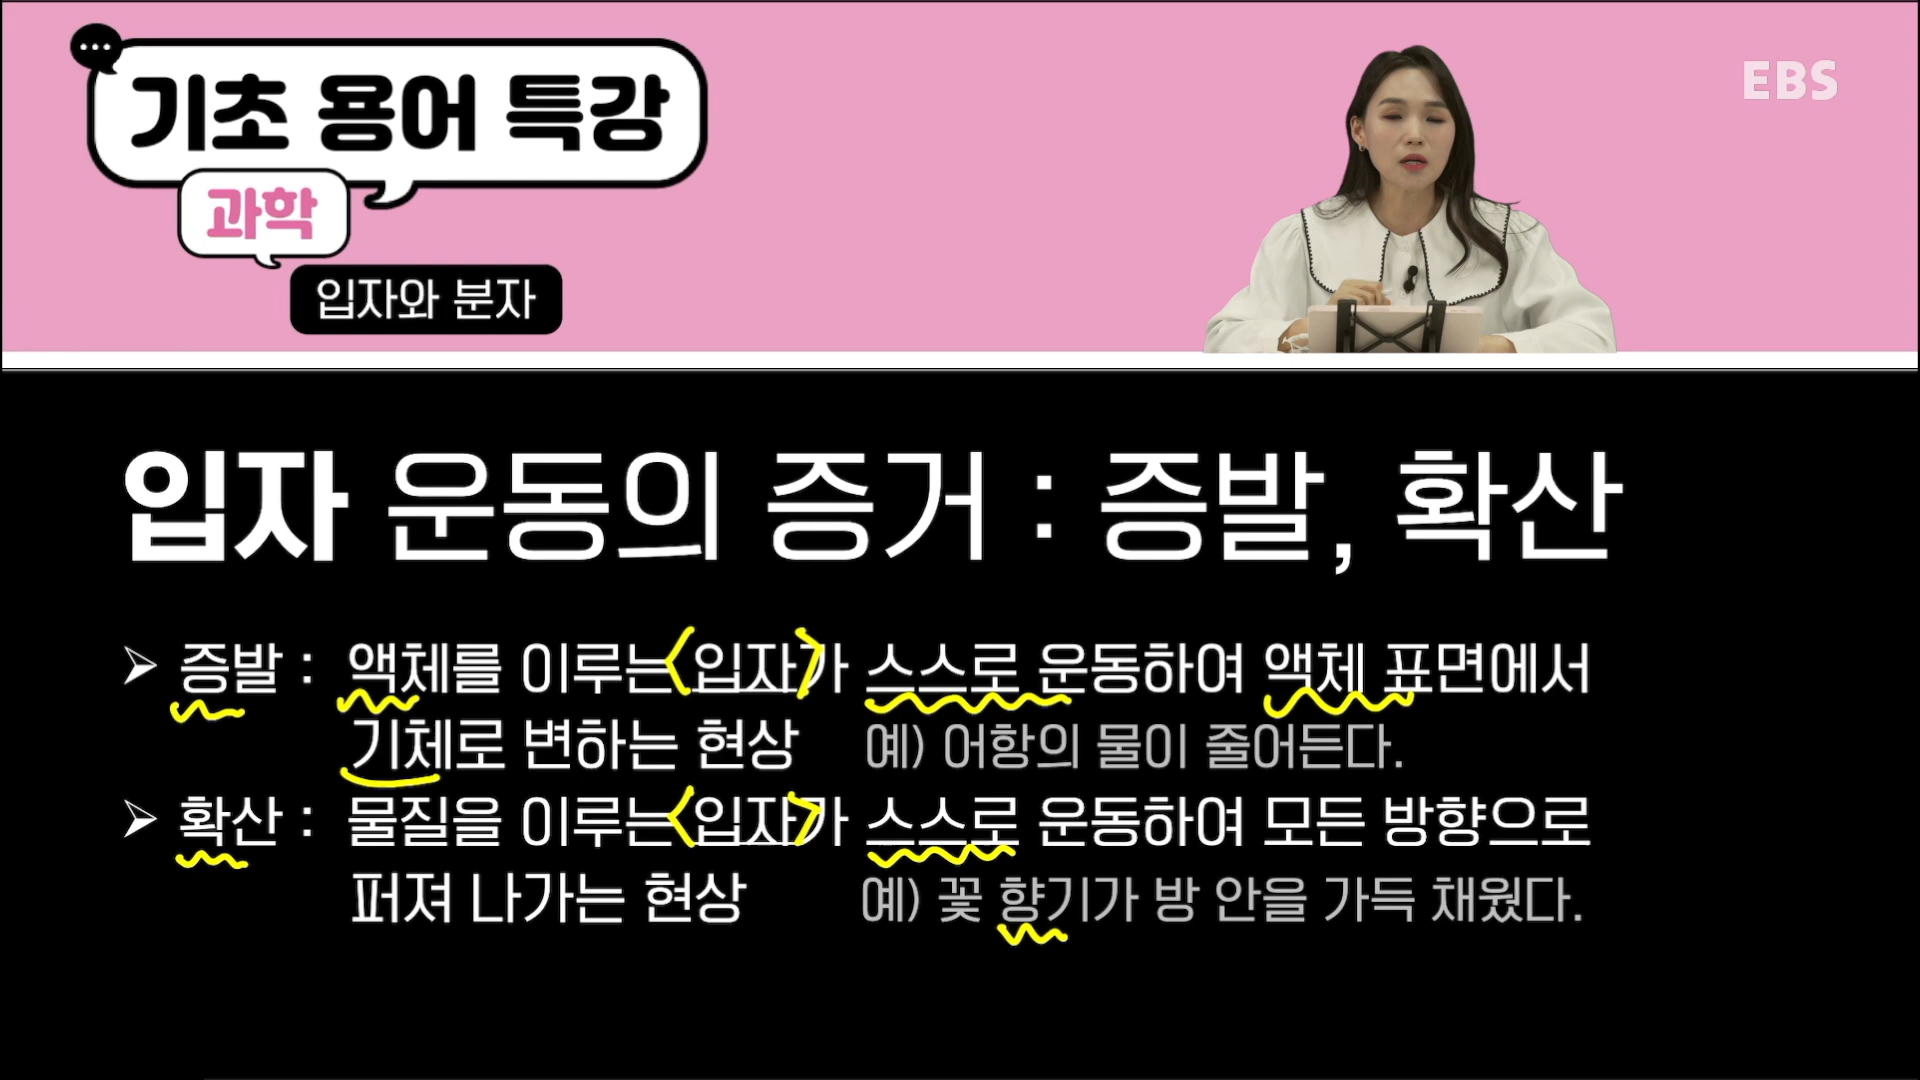 기초 용어 특강
EBS
과학
입자와 분자
입자 운동의 증거 : 증발, 확산
➢ 증발 : 액체를 이루는 〈입자〉가 스스로 운동하여 액체 표면에서
기체로 변하는 현상 예) 어항의 물이 줄어든다.
➢ 확산 : 물질을 이루는 〈입자〉가 스스로 운동하여 모든 방향으로
퍼져 나가는 현상 예) 꽃 향기가 방 안을 가득 채웠다.